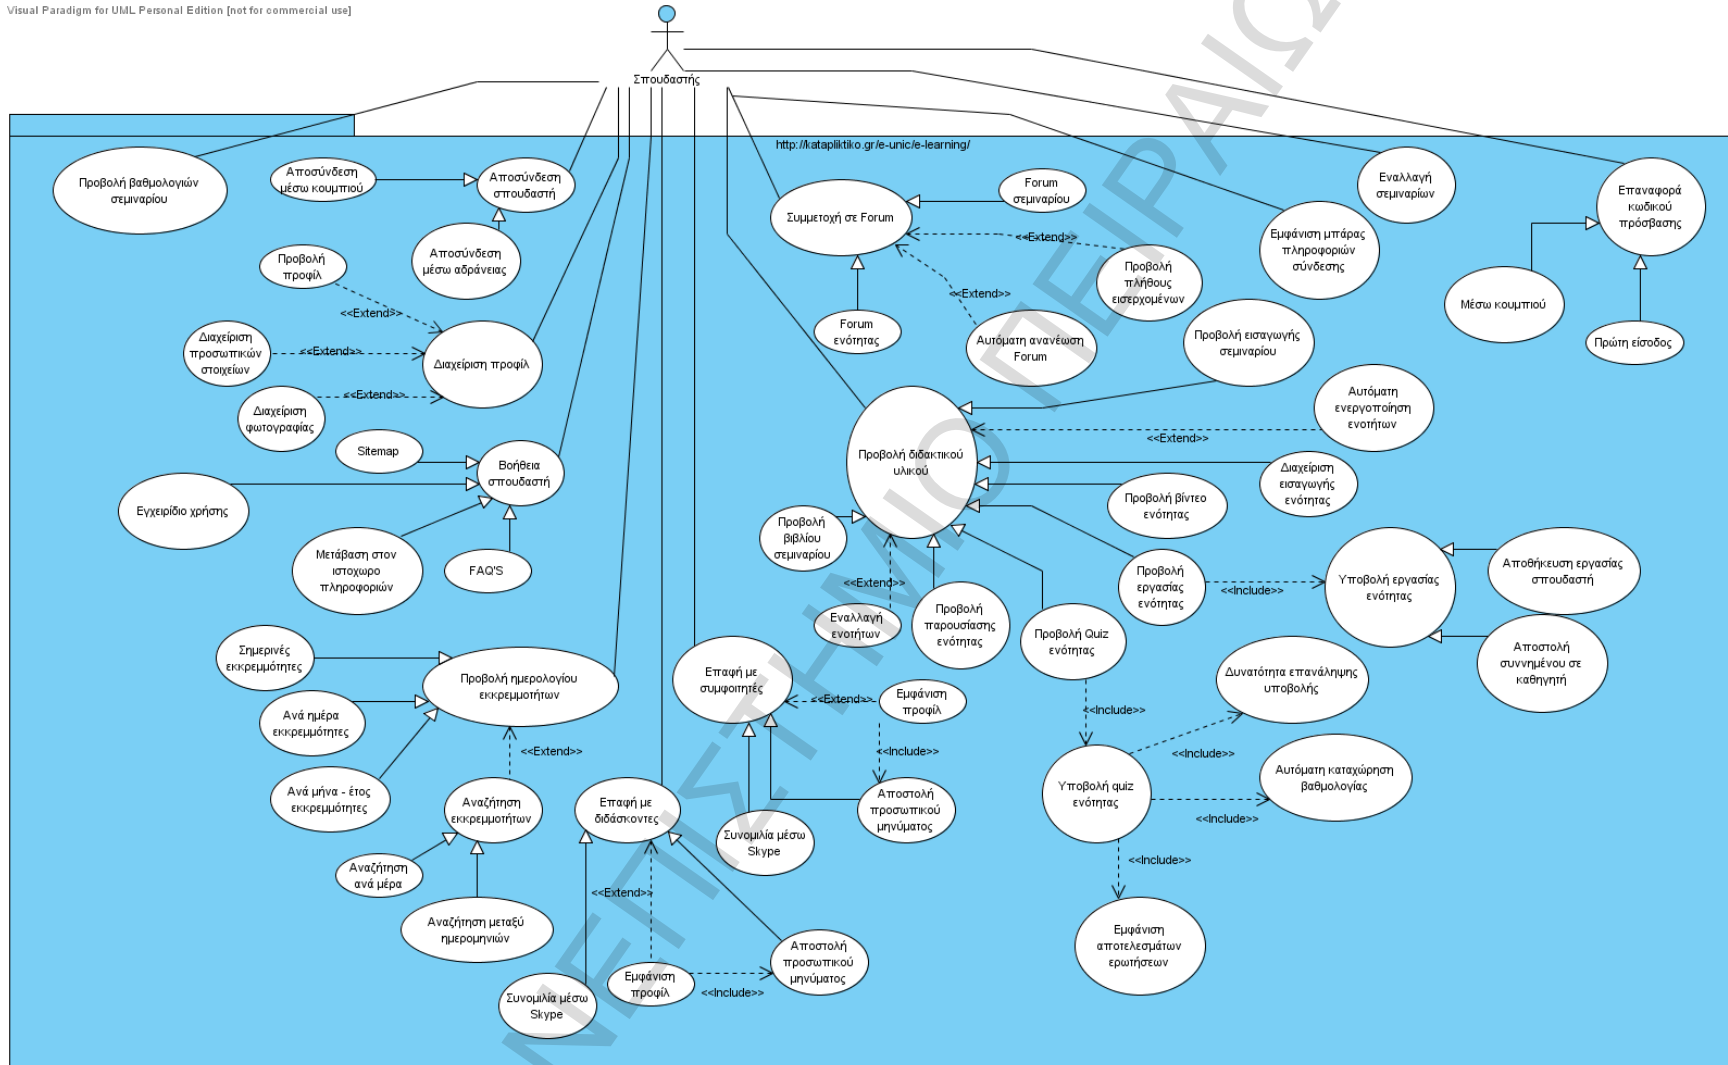 Visual Paradigm for UML Personal Edition [not for commercial use]
Σπουδαστής
http://katapliktiko.gr/e-unic/e-learning/
Προβολή βαθμολογιών
σεμιναρίου
Αποσύνδεση
μέσω κουμπιού
Αποσύνδεση
σπουδαστή
Αποσύνδεση
μέσω αδράνειας
Προβολή
προφίλ
<<Extend>>
Διαχείριση
προσωπικών
στοιχείων
<<Extend>>
Διαχείριση προφίλ
<<Extend>>
Διαχείριση
φωτογραφίας
Sitemap
Βοήθεια
σπουδαστή
Εγχειρίδιο χρήσης
Μετάβαση στον
ιστοχωρο
πληροφοριών
FAQ'S
Συμμετοχή σε Forum
Forum
σεμιναρίου
<<Extend>>
Προβολή
πλήθους
εισερχομένων
<<Extend>>
Forum
ενότητας
Αυτόματη ανανέωση
Forum
Εναλλαγή
σεμιναρίων
Εμφάνιση μπάρας
πληροφοριών
σύνδεσης
Επαναφορά
κωδικού
πρόσβασης
Μέσω κουμπιού
Πρώτη είσοδος
Προβολή εισαγωγής
σεμιναρίου
Αυτόματη
ενεργοποίηση
ενοτήτων
<<Extend>>
Προβολή διδακτικού
υλικού
Διαχείριση
εισαγωγής
ενότητας
Προβολή βίντεο
ενότητας
Προβολή
βιβλίου
σεμιναρίου
<<Extend>>
Εναλλαγή
ενοτήτων
Προβολή
παρουσίασης
ενότητας
Προβολή Quiz
ενότητας
Προβολή
εργασίας
ενότητας
<<Include>>
Υποβολή εργασίας
ενότητας
Αποθήκευση εργασίας
σπουδαστή
Αποστολή
συννημένου σε
καθηγητή
Σημερινές
εκκρεμμότητες
Προβολή ημερολογίου
εκκρεμμοτήτων
Ανά ημέρα
εκκρεμμότητες
<<Extend>>
Ανά μήνα - έτος
εκκρεμμότητες
Αναζήτηση
εκκρεμμοτήτων
Αναζήτηση
ανά μέρα
Αναζήτηση μεταξύ
ημερομηνιών
Επαφή με
συμφοιτητές
<<Extend>>
Εμφάνιση
προφίλ
<<Include>>
Αποστολή
προσωπικού
μηνύματος
Συνομιλία μέσω
Skype
Επαφή με
διδάσκοντες
<<Extend>>
Εμφάνιση
προφίλ
<<Include>>
Αποστολή
προσωπικού
μηνύματος
Συνομιλία μέσω
Skype
<<Include>>
Υποβολή quiz
ενότητας
<<Include>>
Δυνατότητα επανάληψης
υποβολής
<<Include>>
Αυτόματη καταχώρηση
βαθμολογίας
<<Include>>
Εμφάνιση
αποτελεσμάτων
ερωτήσεων